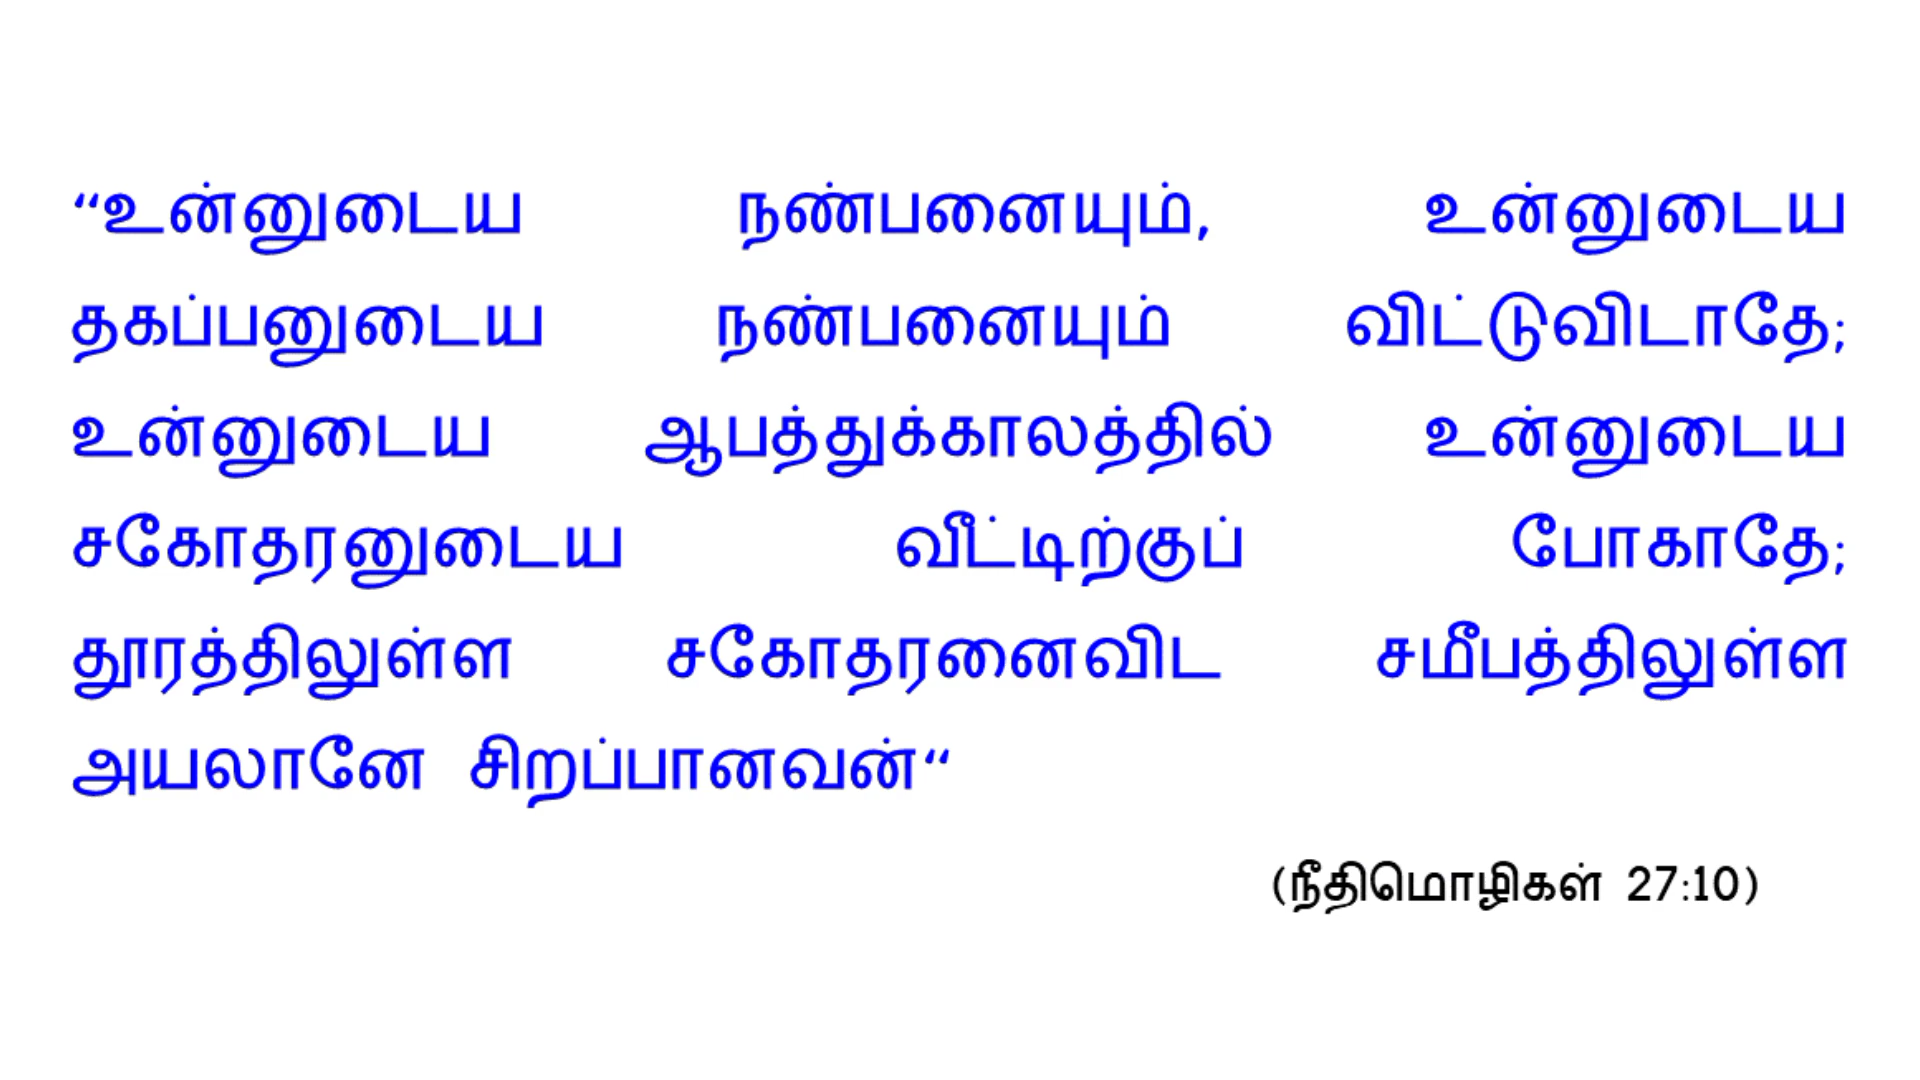 “உன்னுடைய நண்பனையும், உன்னுடைய
தகப்பனுடைய நண்பனையும் விட்டுவிடாதே;
உன்னுடைய ஆபத்துக்காலத்தில் உன்னுடைய
சகோதரனுடைய வீட்டிற்குப் போகாதே;
தூரத்திலுள்ள சகோதரனைவிட சமீபத்திலுள்ள
அயலானே சிறப்பானவன்“
(நீதிமொழிகள் 27:10)